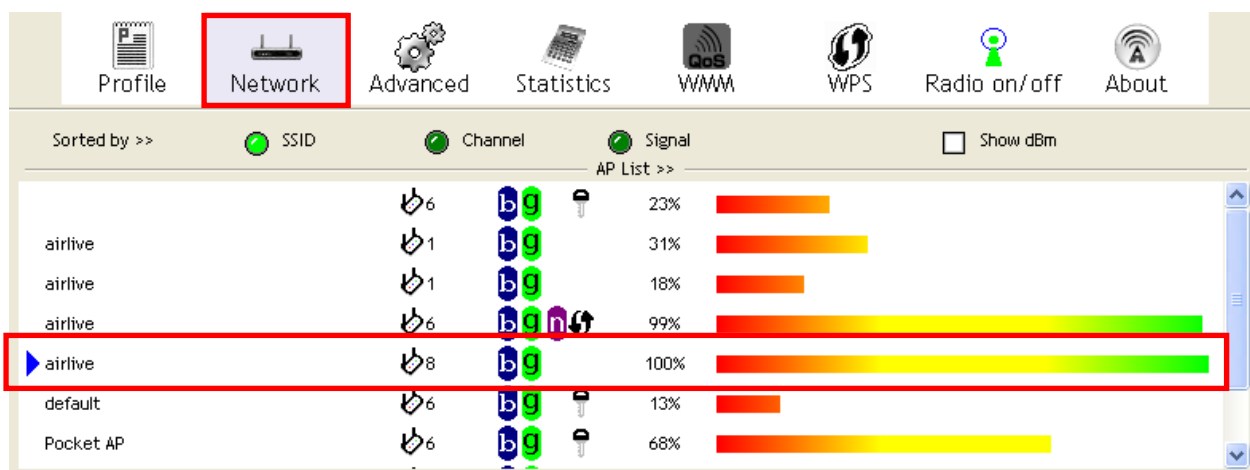 Profile Network Advanced Statistics WMM WPS Radio on/off About
Sorted by >> SSID Channel Signal Show dBm
AP List >>
6 b g 23%
airlive 1 b g 31%
airlive 1 b g 18%
airlive 6 b g n 99%
airlive 8 b g 100%
default 6 b g 13%
Pocket AP 6 b g 68%